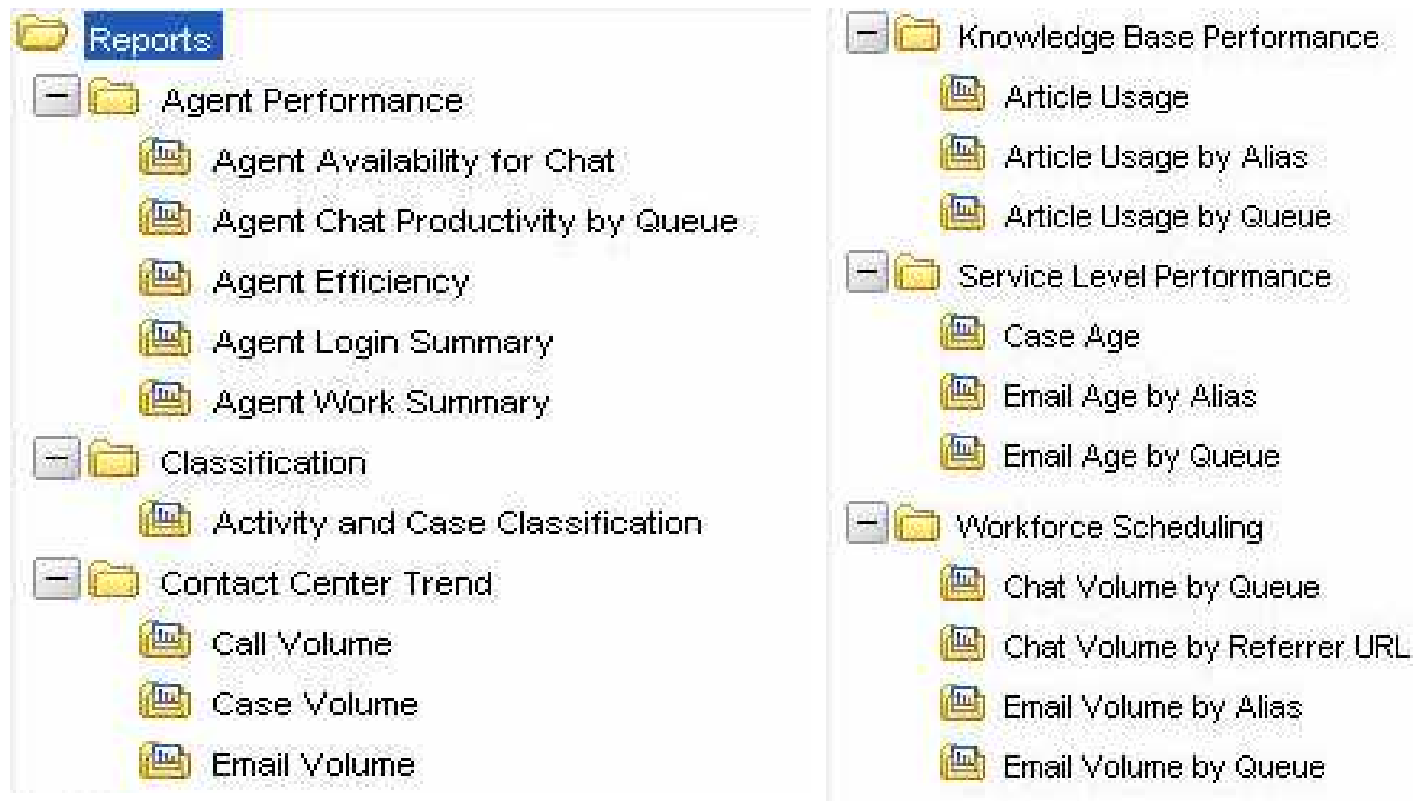 Reports
Agent Performance
Agent Availability for Chat
Agent Chat Productivity by Queue
Agent Efficiency
Agent Login Summary
Agent Work Summary
Classification
Activity and Case Classification
Contact Center Trend
Call Volume
Case Volume
Email Volume
Knowledge Base Performance
Article Usage
Article Usage by Alias
Article Usage by Queue
Service Level Performance
Case Age
Email Age by Alias
Email Age by Queue
Workforce Scheduling
Chat Volume by Queue
Chat Volume by Referrer URL
Email Volume by Alias
Email Volume by Queue